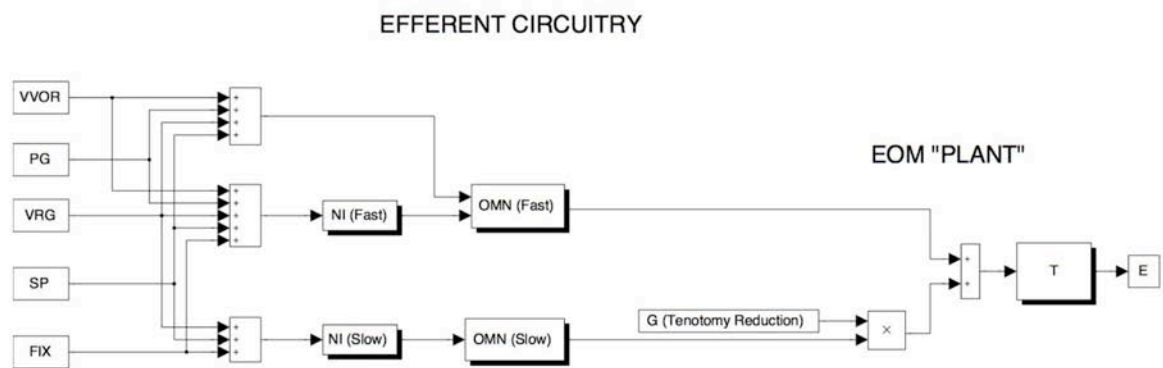 EFFERENT CIRCUITRY
VVOR
+
+
+
+
PG
EOM "PLANT"
+
+
+
+
+
VRG
NI (Fast)
OMN (Fast)
SP
+
+
T
E
G (Tenotomy Reduction)
×
+
+
+
FIX
NI (Slow)
OMN (Slow)